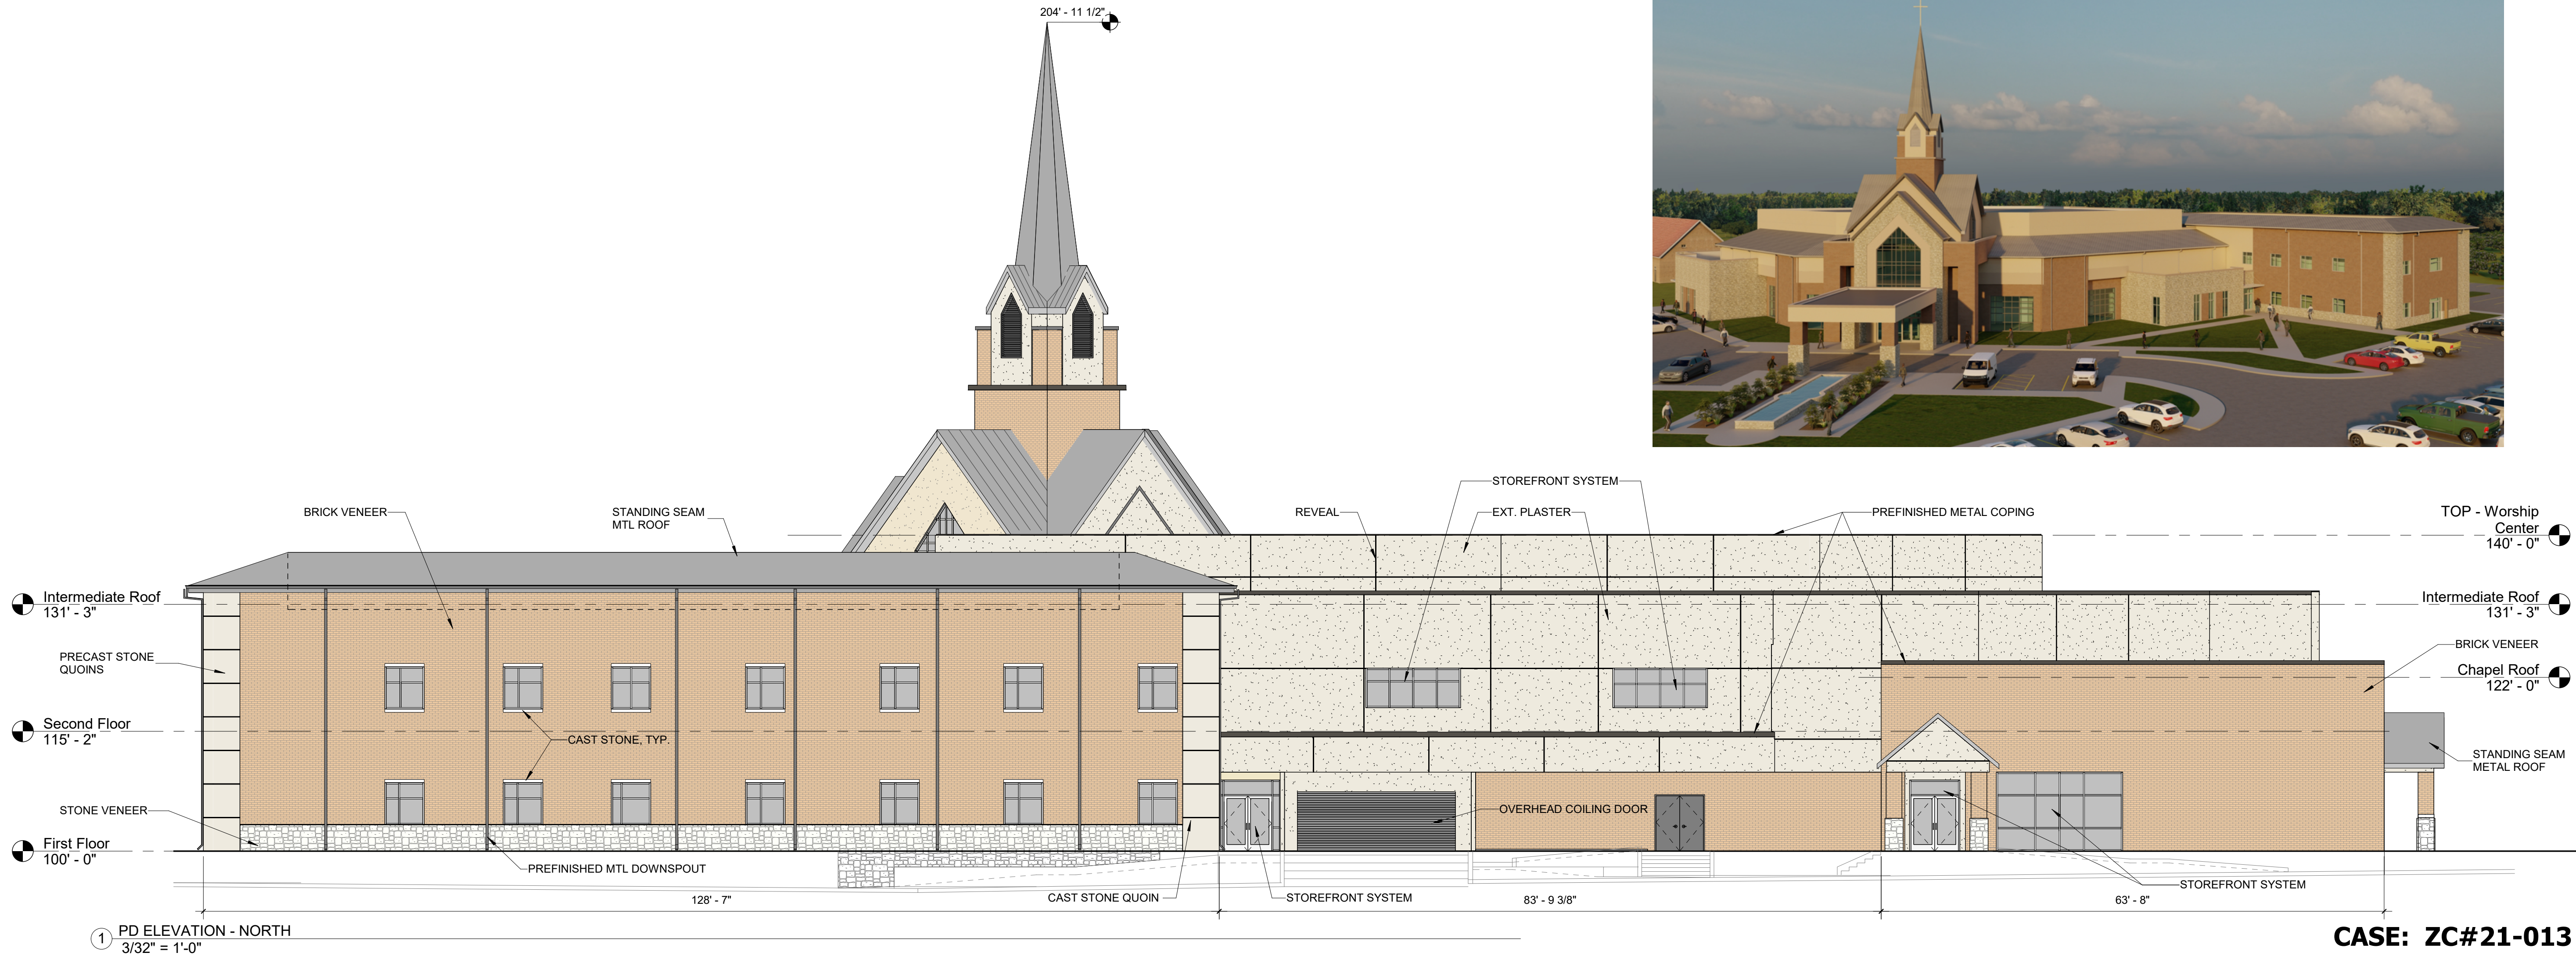 204' - 11 1/2"
STOREFRONT SYSTEM
BRICK VENEER
STANDING SEAM
MTL ROOF
REVEAL
EXT. PLASTER
PREFINISHED METAL COPING
TOP - Worship
Center
140' - 0"
Intermediate Roof
131' - 3"
Intermediate Roof
131' - 3"
PRECAST STONE
QUOINS
BRICK VENEER
Chapel Roof
122' - 0"
Second Floor
115' - 2"
CAST STONE, TYP.
STANDING SEAM
METAL ROOF
STONE VENEER
OVERHEAD COILING DOOR
First Floor
100' - 0"
PREFINISHED MTL DOWNSPOUT
STOREFRONT SYSTEM
128' - 7"
CAST STONE QUOIN
STOREFRONT SYSTEM
83' - 9 3/8"
63' - 8"
1
PD ELEVATION - NORTH
3/32" = 1'-0"
CASE: ZC#21-013